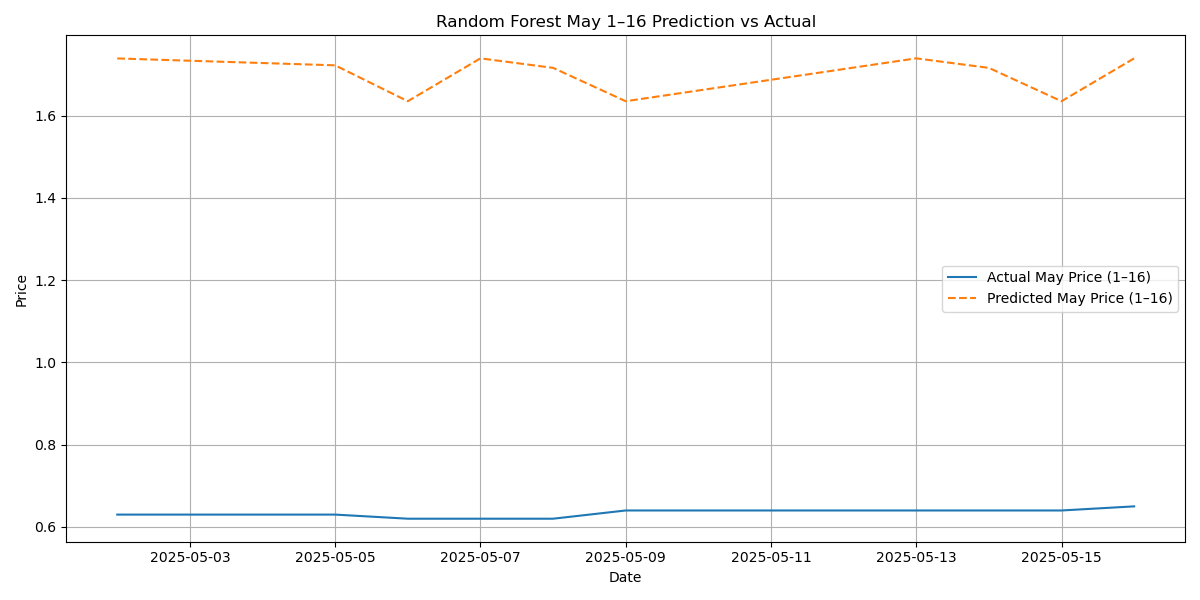 Random Forest May 1–16 Prediction vs Actual
Price
1.6
1.4
1.2
1.0
0.8
0.6
Actual May Price (1–16)
Predicted May Price (1–16)
2025-05-03 2025-05-05 2025-05-07 2025-05-09 2025-05-11 2025-05-13 2025-05-15
Date